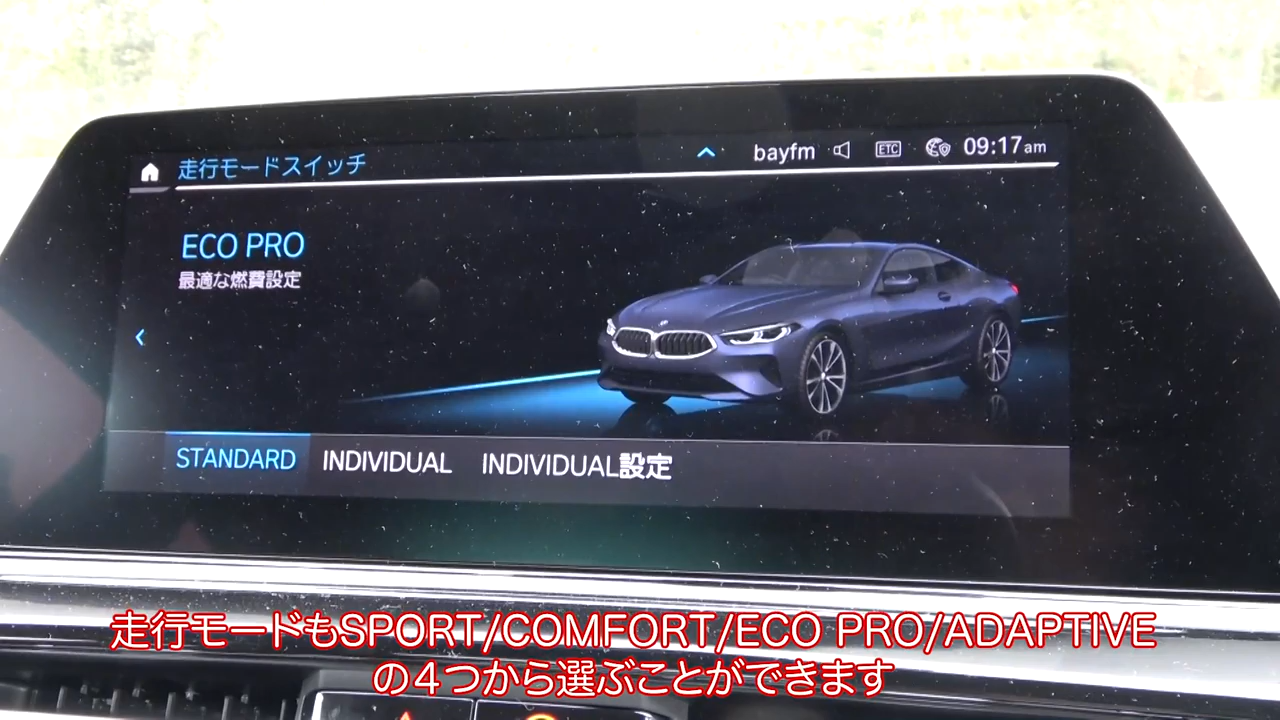 走行モードスイッチ
bayfm ETC 09:17am
ECO PRO
最適な燃費設定
STANDARD INDIVIDUAL INDIVIDUAL設定
走行モードもSPORT/COMFORT/ECO PRO/ADAPTIVE
の4つから選ぶことができます